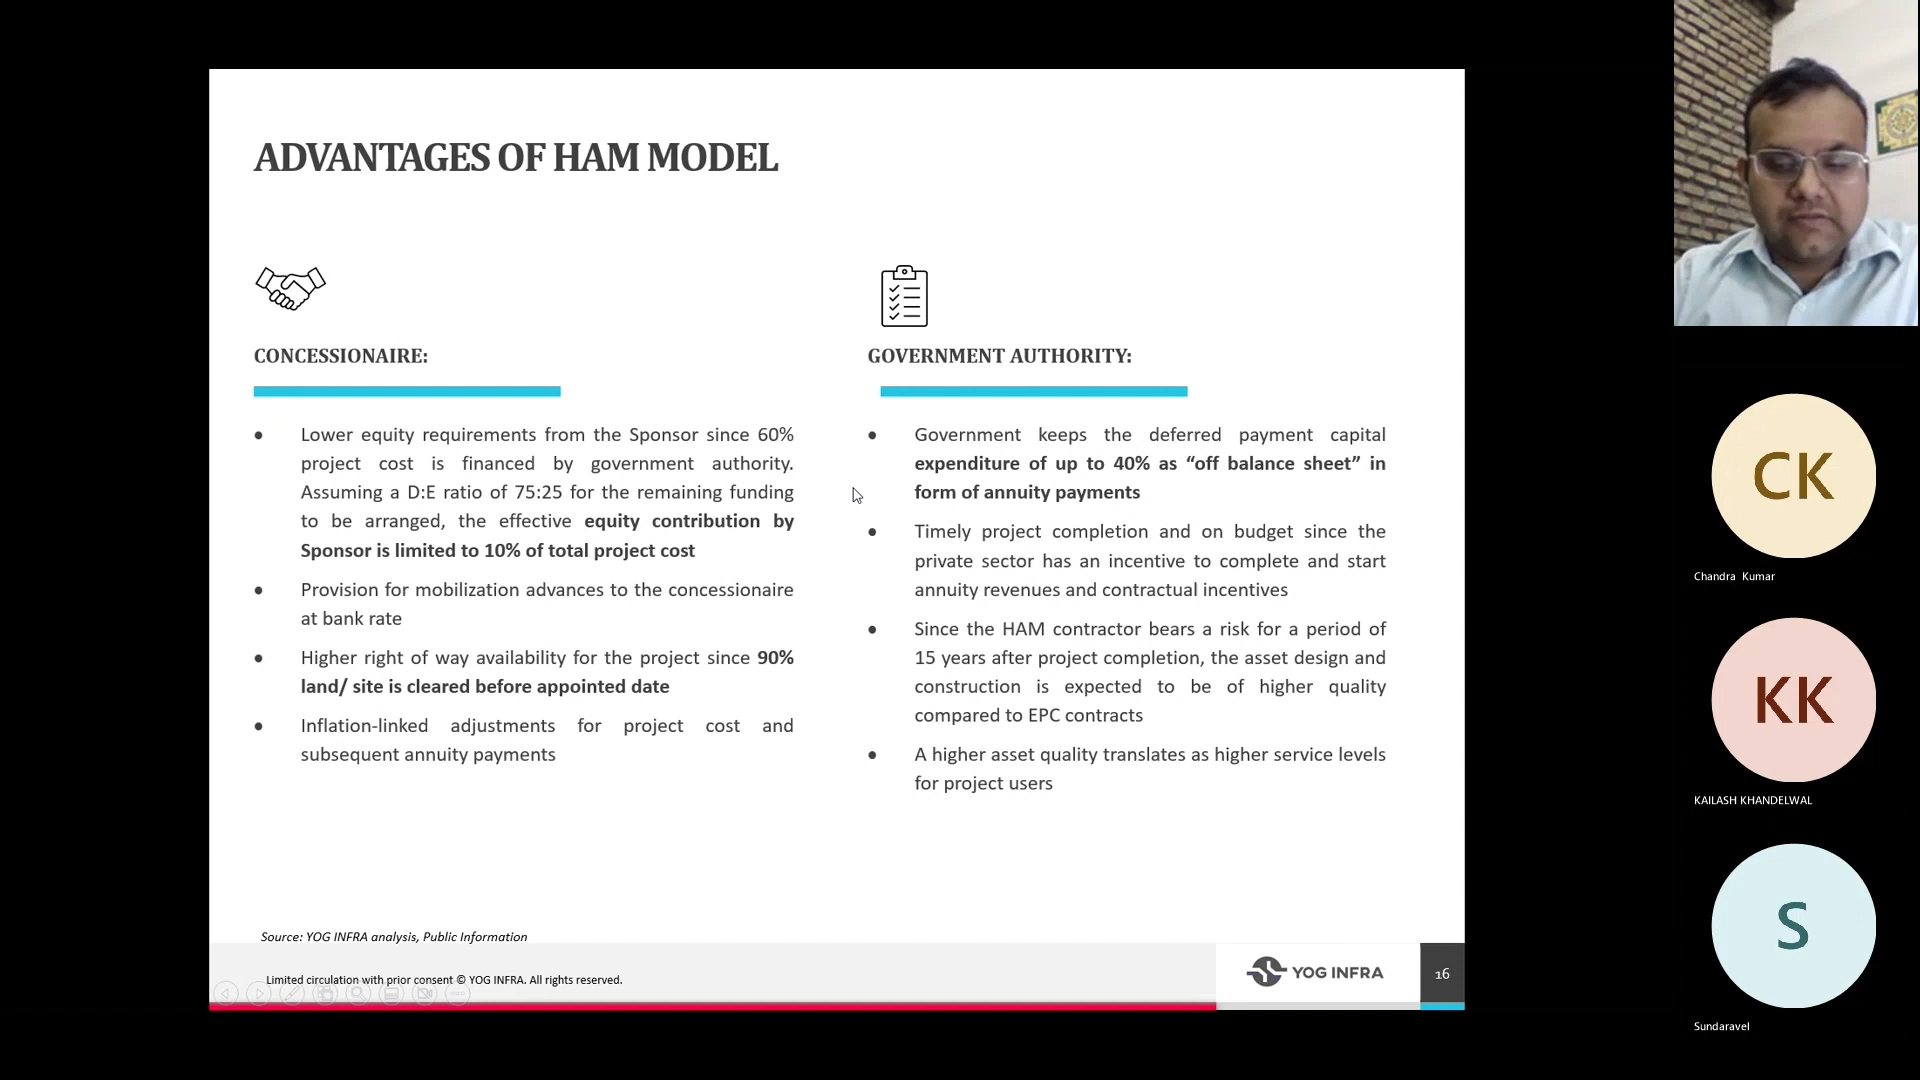 ADVANTAGES OF HAM MODEL
CONCESSIONAIRE:
• Lower equity requirements from the Sponsor since 60%
project cost is financed by government authority.
Assuming a D:E ratio of 75:25 for the remaining funding
to be arranged, the effective equity contribution by
Sponsor is limited to 10% of total project cost
• Provision for mobilization advances to the concessionaire
at bank rate
• Higher right of way availability for the project since 90%
land/ site is cleared before appointed date
• Inflation-linked adjustments for project cost and
subsequent annuity payments
GOVERNMENT AUTHORITY:
• Government keeps the deferred payment capital
expenditure of up to 40% as “off balance sheet” in
form of annuity payments
• Timely project completion and on budget since the
private sector has an incentive to complete and start
annuity revenues and contractual incentives
• Since the HAM contractor bears a risk for a period of
15 years after project completion, the asset design and
construction is expected to be of higher quality
compared to EPC contracts
• A higher asset quality translates as higher service levels
for project users
Source: YOG INFRA analysis, Public Information
Limited circulation with prior consent © YOG INFRA. All rights reserved.
YOG INFRA
16
CK
Chandra Kumar
KK
KAILASH KHANDELWAL
S
Sundaravel